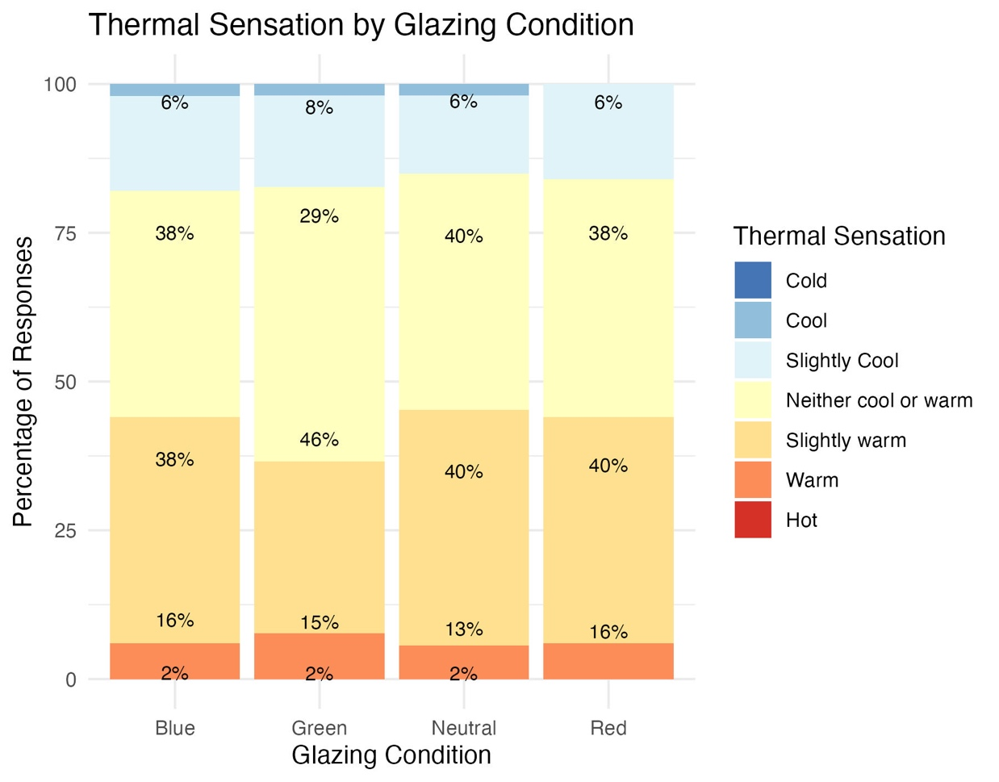 Thermal Sensation by Glazing Condition
Percentage of Responses
100
75
50
25
0
6% 8% 6% 6%
38% 29% 40% 38%
38% 46% 40% 40%
16% 15% 13% 16%
2% 2% 2%
Blue Green Neutral Red
Glazing Condition
Thermal Sensation
Cold
Cool
Slightly Cool
Neither cool or warm
Slightly warm
Warm
Hot